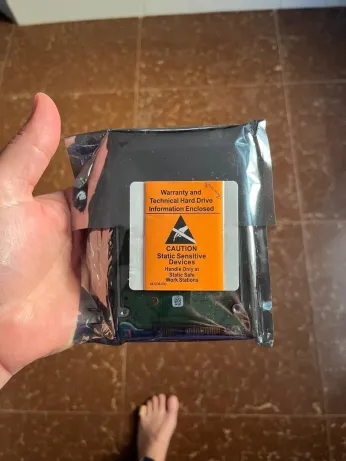 Warranty and
Technical Hard Drive
Information Enclosed
CAUTION
Static Sensitive
Devices
Handle Only at
Static Safe
Work Stations